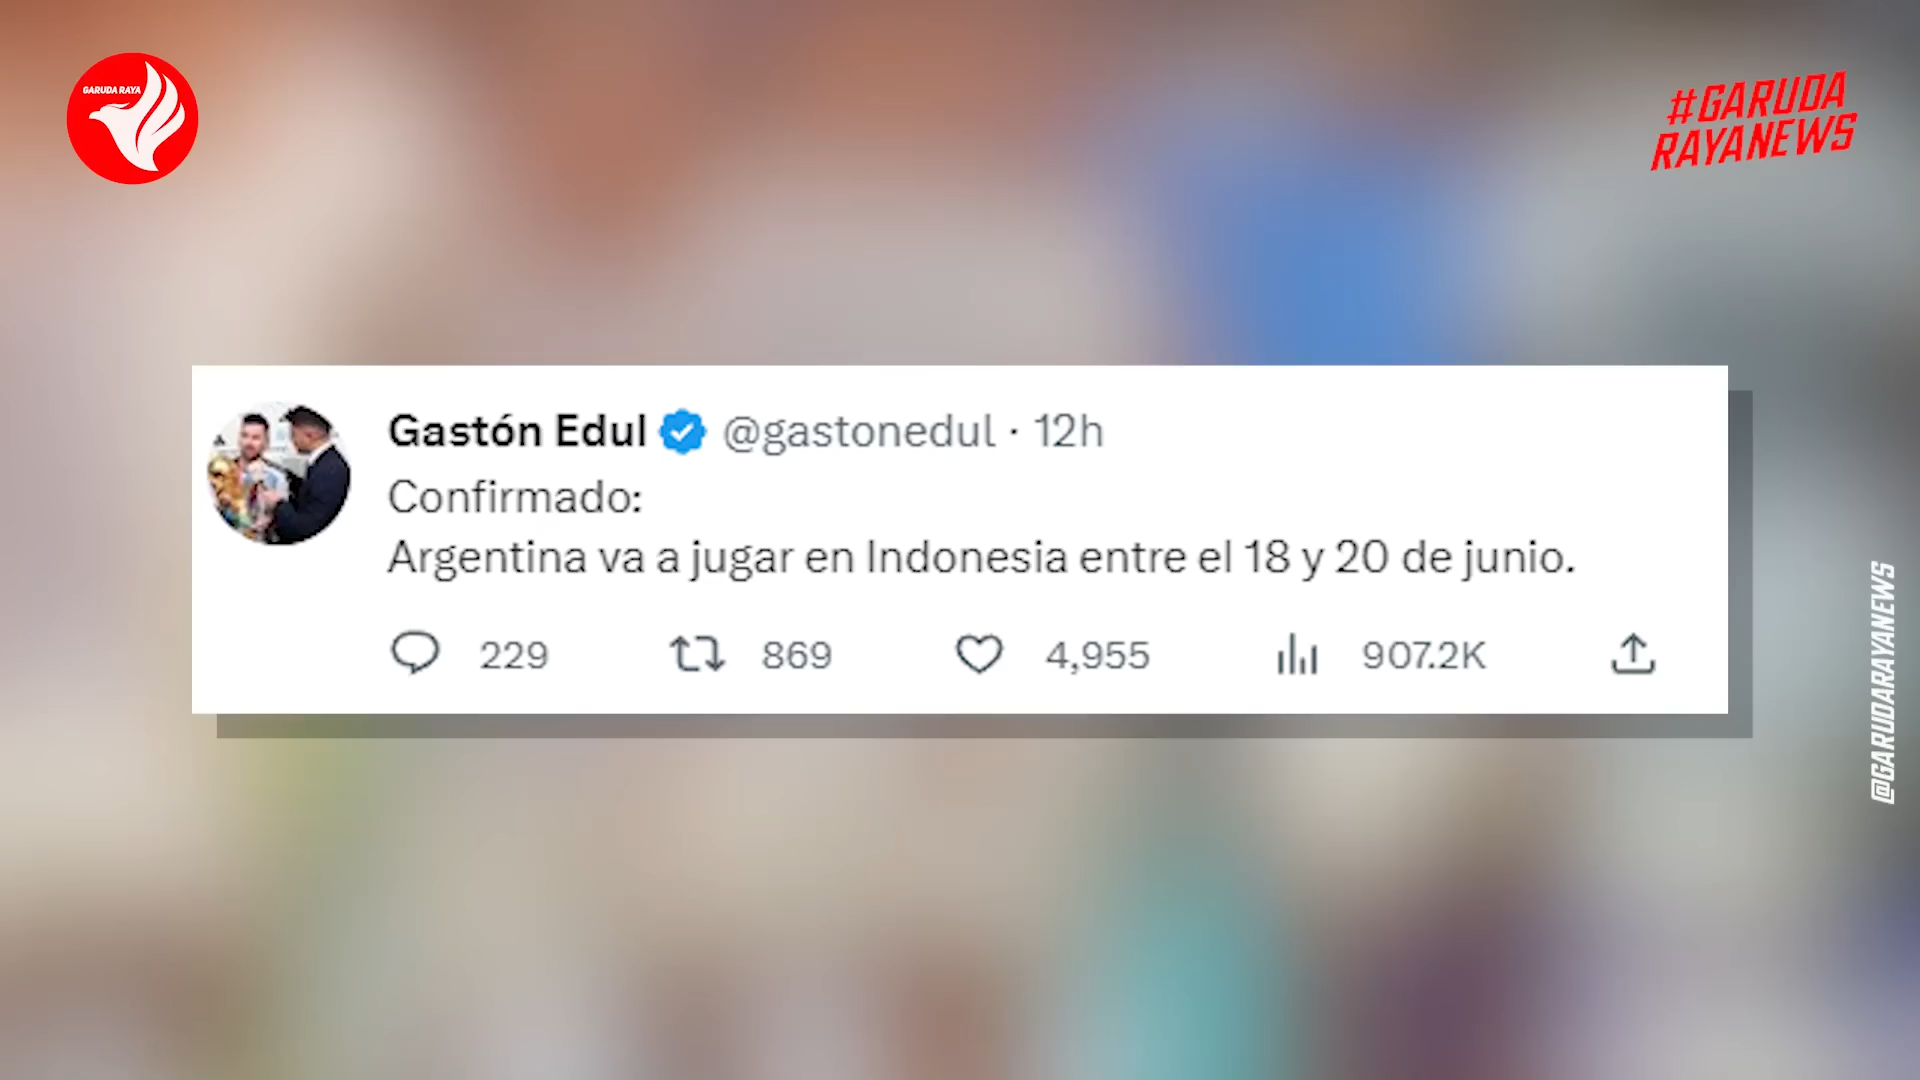 GARUDA RAYA
#GARUDA
RAYANEWS
Gastón Edul @gastonedul · 12h
Confirmado:
Argentina va a jugar en Indonesia entre el 18 y 20 de junio.
229 869 4,955 907.2K
@GARUDARAYANEWS